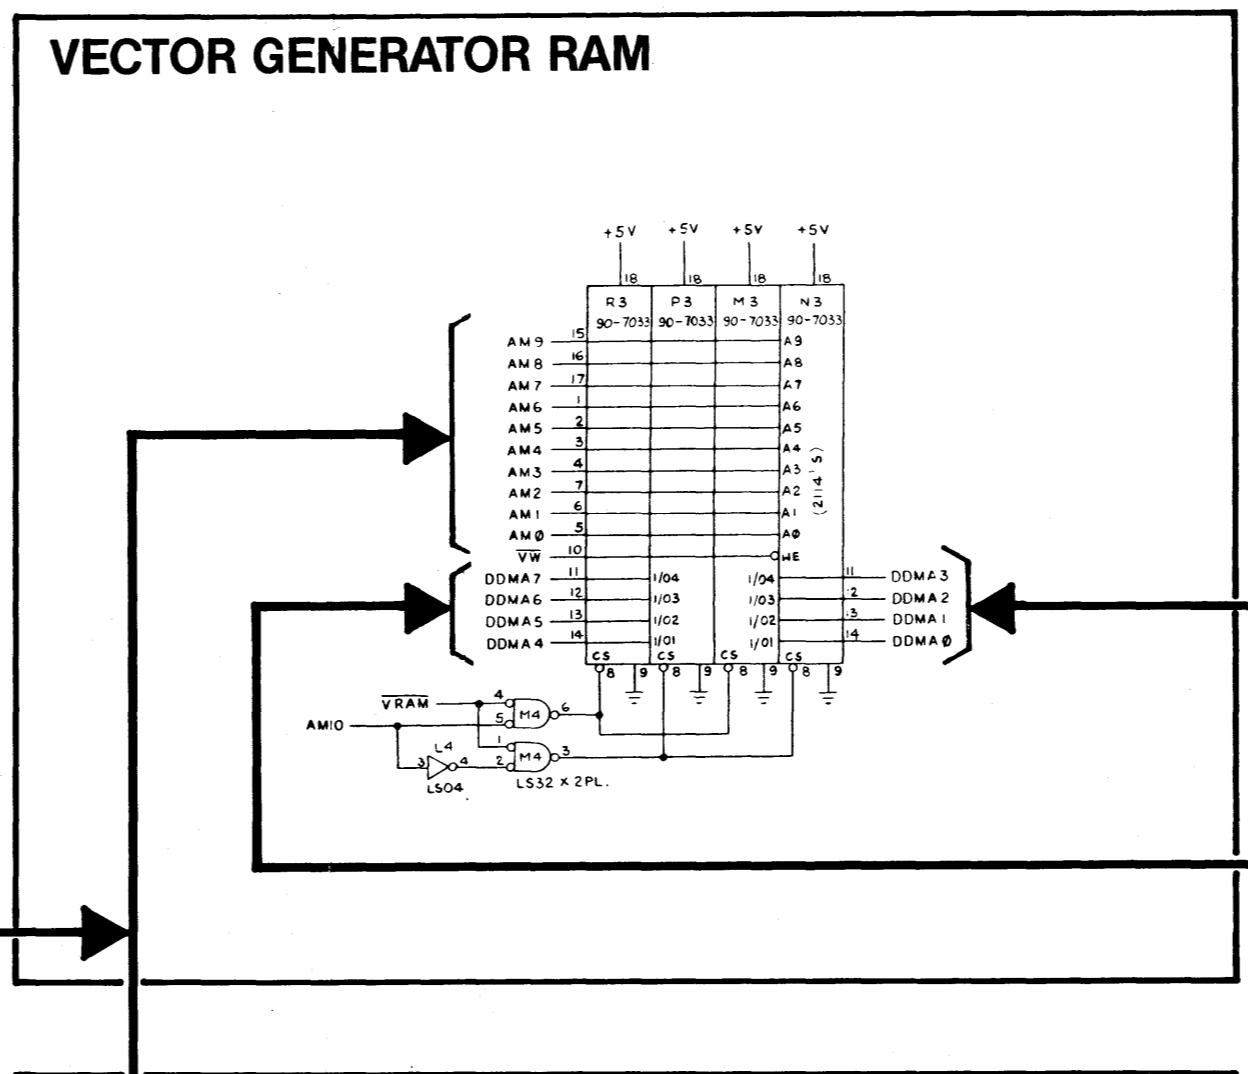 VECTOR GENERATOR RAM
+5V +5V +5V +5V
18 18 18 18
R3 P3 M3 N3
90-7033 90-7033 90-7033 90-7033
AM9 15 A9
AM8 16 A8
AM7 17 A7
AM6 1 A6
AM5 2 A5
AM4 3 A4
AM3 4 A3
AM2 7 A2
AM1 6 A1
AMØ 5 AØ
(2114'S)
VW 10 WE
DDMA7 11 I/O4 I/O4 11 DDMA3
DDMA6 12 I/O3 I/O3 12 DDMA2
DDMA5 13 I/O2 I/O2 13 DDMA1
DDMA4 14 I/O1 I/O1 14 DDMAØ
CS CS CS CS
8 9 8 9 8 9 8 9
VRAM 4 M4 6
AM10 5
L4 1 M4 3
3 4 2
LS04 LS32 X 2PL.